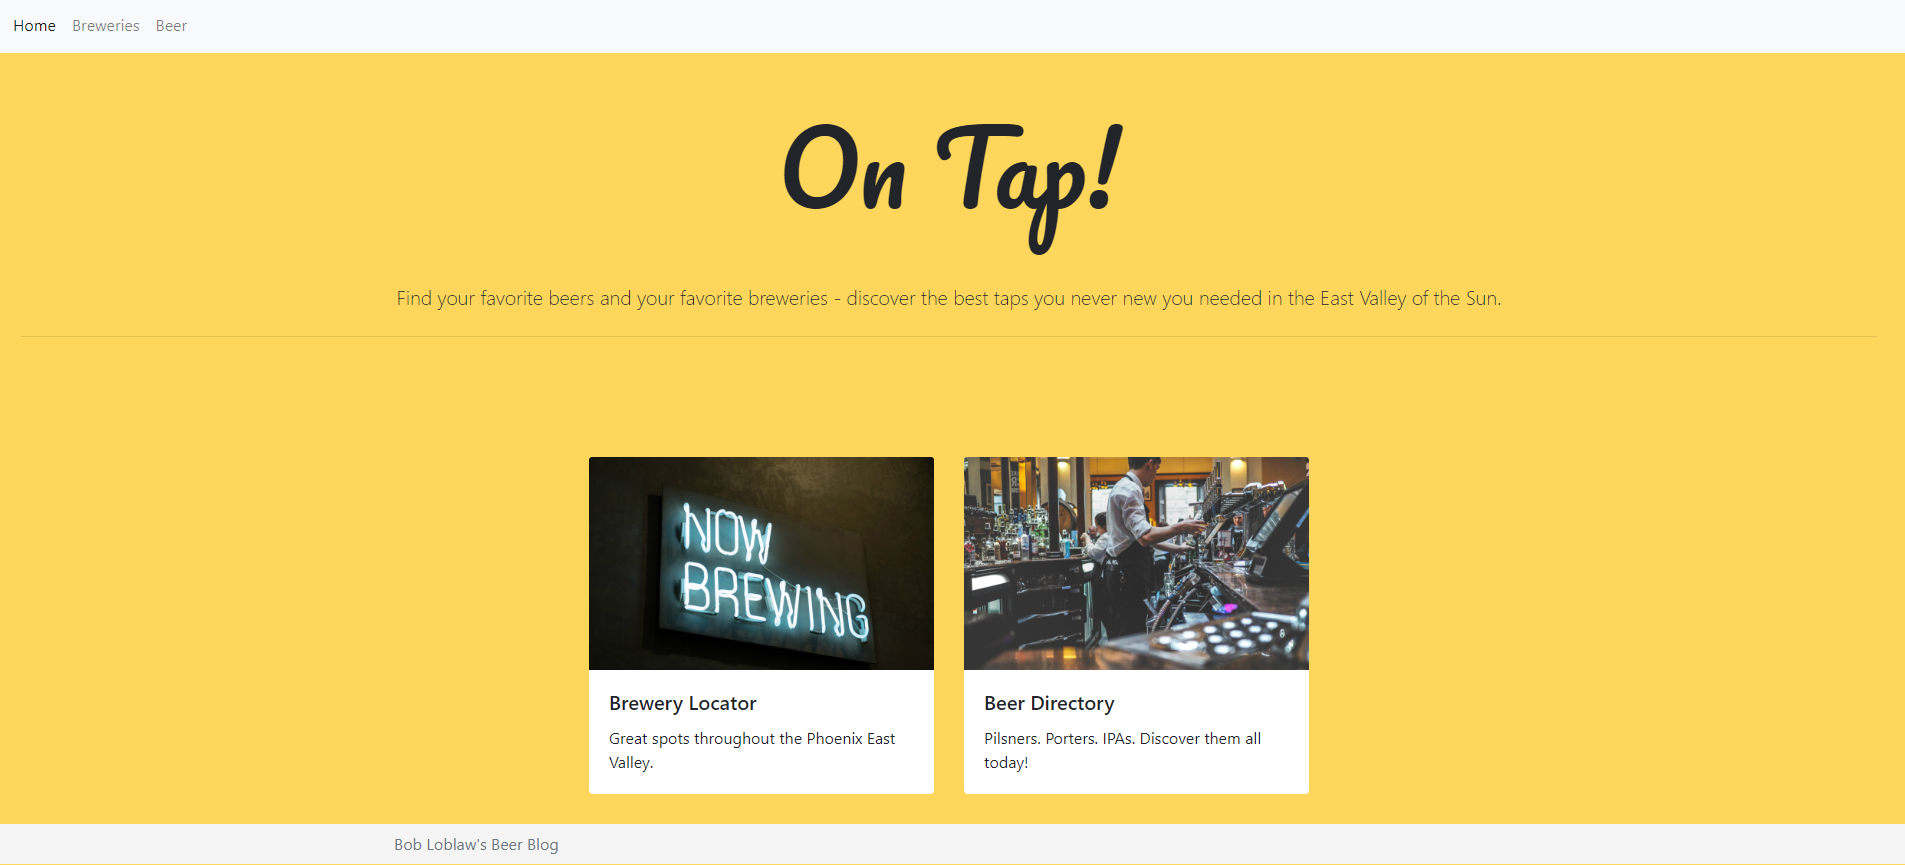 Home Breweries Beer
On Tap!
Find your favorite beers and your favorite breweries - discover the best taps you never new you needed in the East Valley of the Sun.
NOW
BREWING
Brewery Locator
Great spots throughout the Phoenix East
Valley.
Beer Directory
Pilsners. Porters. IPAs. Discover them all
today!
Bob Loblaw's Beer Blog